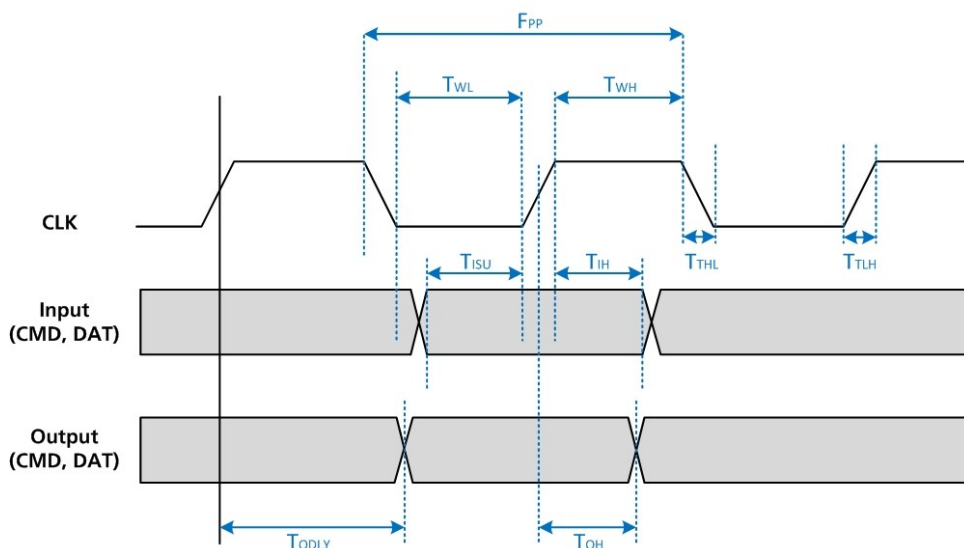 FPP
TWL
TWH
CLK
TISU
TIH
TTHL
TTLH
Input
(CMD, DAT)
Output
(CMD, DAT)
TODLY
TOH